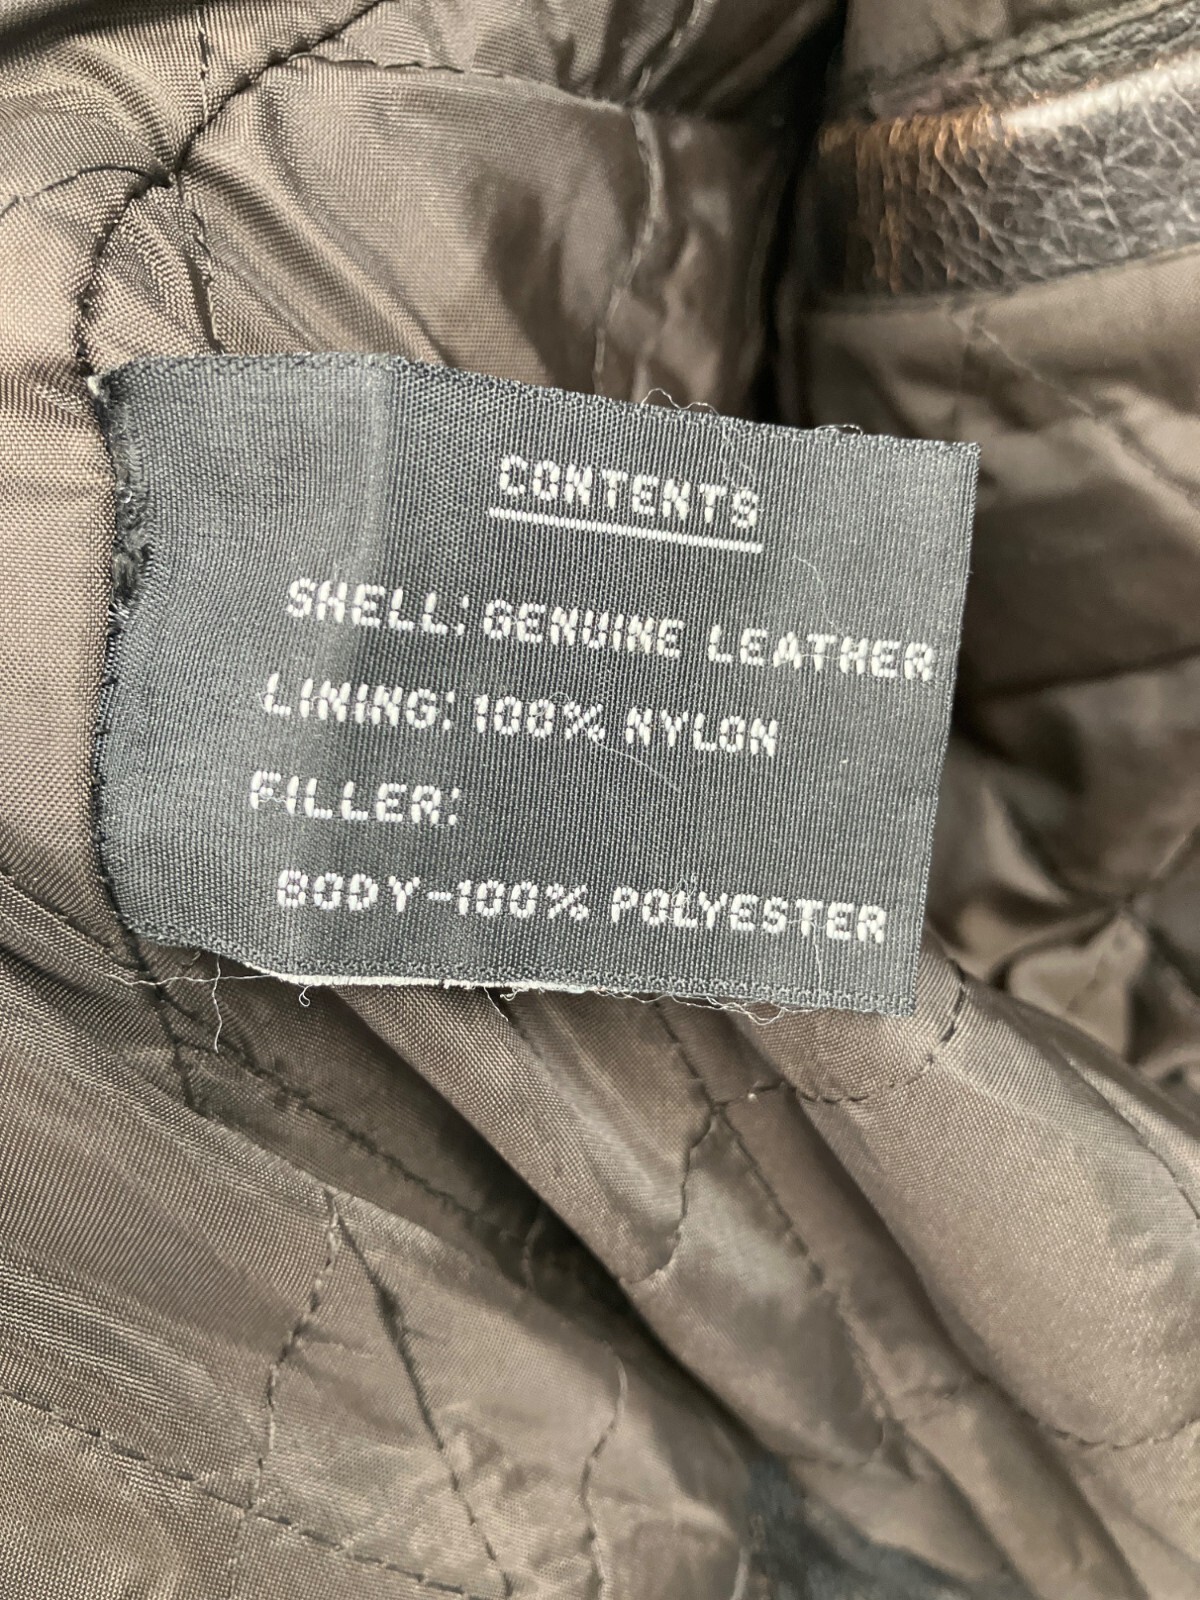 CONTENTS
SHELL: GENUINE LEATHER
LINING: 100% NYLON
FILLER:
BODY-100% POLYESTER